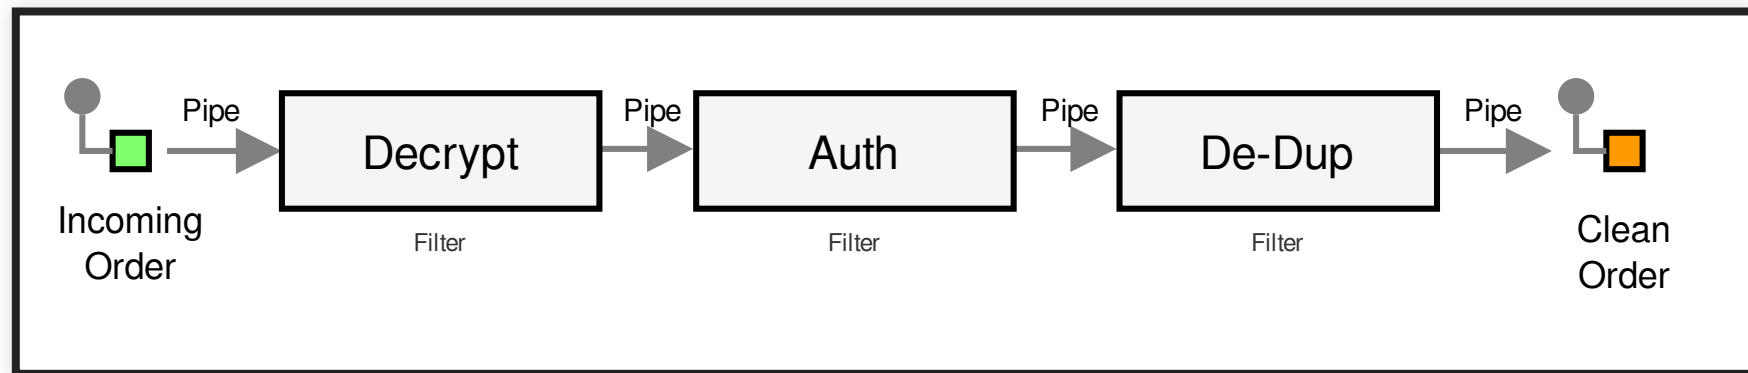 Pipe
Pipe
Pipe
Pipe
Decrypt
Auth
De-Dup
Incoming
Order
Filter
Filter
Filter
Clean
Order